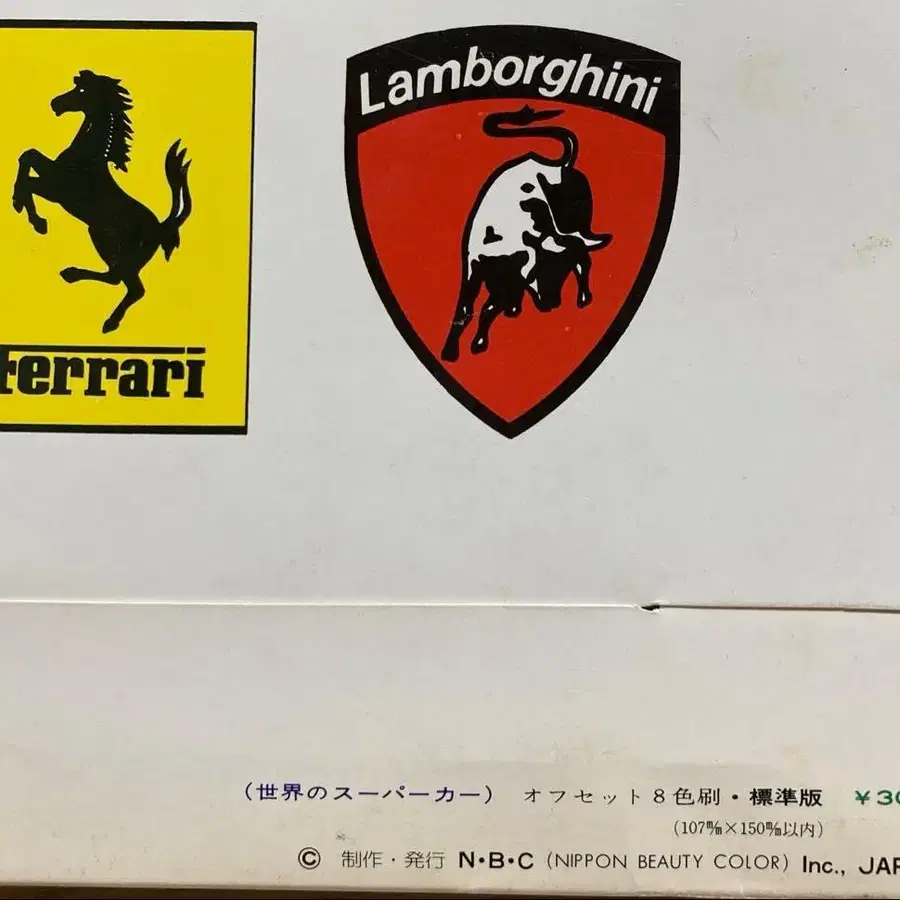 Ferrari
Lamborghini
(世界のスーパーカー) オフセット8色刷・標準版 ¥30
(107㎜×150㎜以内)
© 制作・発行 N・B・C (NIPPON BEAUTY COLOR) Inc., JAP